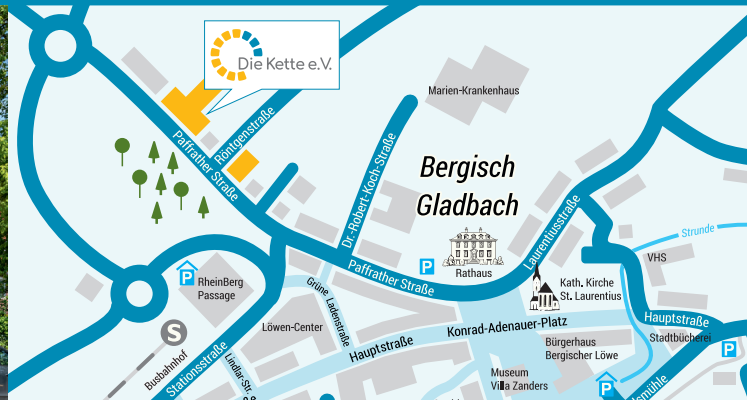 Die Kette e.V.
Marien-Krankenhaus
Röntgenstraße
Paffrather Straße
Dr.-Robert-Koch-Straße
Bergisch
Gladbach
Laurentiusstraße
Strunde
P
Rathaus
VHS
Paffrather Straße
P
RheinBerg
Passage
Kath. Kirche
St. Laurentius
Grüne Ladenstraße
Löwen-Center
Konrad-Adenauer-Platz
Hauptstraße
Stadtbücherei
P
S
Busbahnhof
Stationsstraße
Lindlar-Str.
Hauptstraße
Bürgerhaus
Bergischer Löwe
Museum
Villa Zanders
P